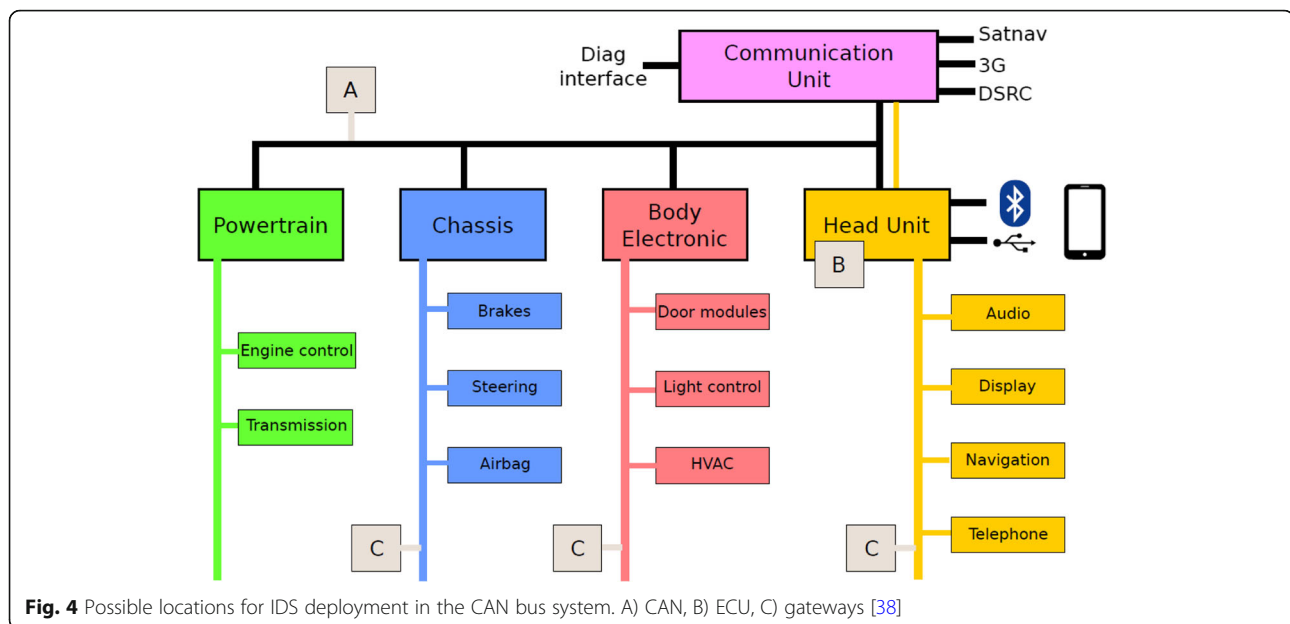 Communication
Unit
Diag
interface
Satnav
3G
DSRC
A
Powertrain
Chassis
Body
Electronic
Head Unit
B
Engine control
Transmission
Brakes
Steering
Airbag
C
Door modules
Light control
HVAC
C
Audio
Display
Navigation
Telephone
C
Fig. 4 Possible locations for IDS deployment in the CAN bus system. A) CAN, B) ECU, C) gateways [38]